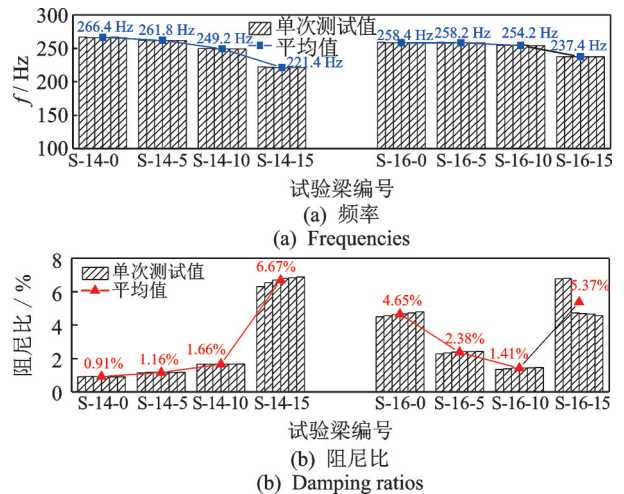 300
250
200
150
100
f / Hz
266.4 Hz
261.8 Hz
249.2 Hz
221.4 Hz
单次测试值
平均值
258.4 Hz
258.2 Hz
254.2 Hz
237.4 Hz
S-14-0 S-14-5 S-14-10 S-14-15 S-16-0 S-16-5 S-16-10 S-16-15
试验梁编号
(a) 频率
(a) Frequencies
8
6
4
2
0
阻尼比 / %
单次测试值
平均值
0.91%
1.16%
1.66%
6.67%
4.65%
2.38%
1.41%
5.37%
S-14-0 S-14-5 S-14-10 S-14-15 S-16-0 S-16-5 S-16-10 S-16-15
试验梁编号
(b) 阻尼比
(b) Damping ratios